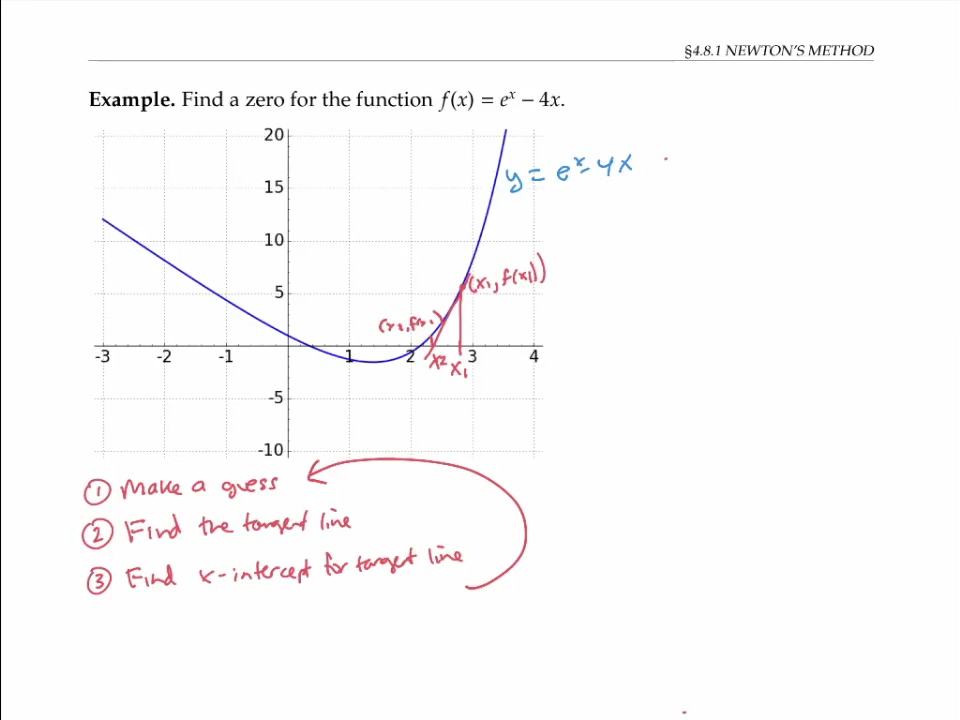 §4.8.1 NEWTON'S METHOD
Example. Find a zero for the function f(x) = eˣ − 4x.
20
y = eˣ - 4x
15
10
(x₁, f(x₁))
5
-3 -2 -1 1 2 3 4
x₂ x₁
-5
-10
① Make a guess
② Find the tangent line
③ Find x-intercept for tangent line